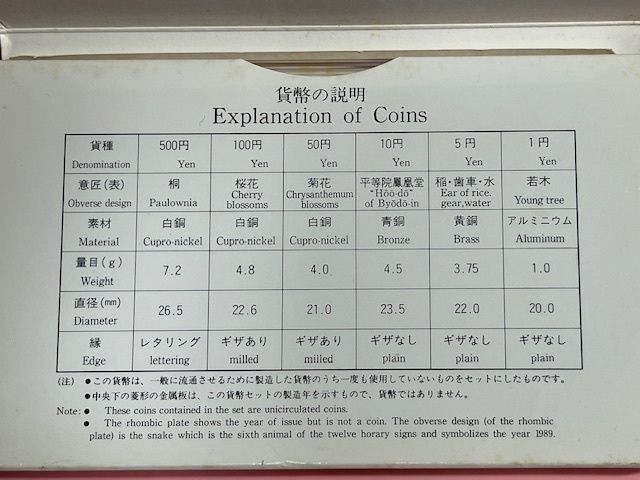 貨幣の説明
Explanation of Coins
貨種 500円 100円 50円 10円 5円 1円
Denomination Yen Yen Yen Yen Yen Yen
意匠(表) 桐 桜花 菊花 平等院鳳凰堂 稲・歯車・水 若木
Obverse design Paulownia Cherry blossoms Chrysanthemum blossoms "Hōō-dō" of Byōdō-in Ear of rice. gear,water Young tree
素材 白銅 白銅 白銅 青銅 黄銅 アルミニウム
Material Cupro-nickel Cupro-nickel Cupro-nickel Bronze Brass Aluminum
量目(g) 7.2 4.8 4.0 4.5 3.75 1.0
Weight
直径(mm) 26.5 22.6 21.0 23.5 22.0 20.0
Diameter
縁 レタリング ギザあり ギザあり ギザなし ギザなし ギザなし
Edge lettering milled milled plain plain plain
(注) ●この貨幣は、一般に流通させるために製造した貨幣のうち一度も使用していないものをセットにしたものです。
●中央下の菱形の金属板は、この貨幣セットの製造年を示すもので、貨幣ではありません。
Note: ● These coins contained in the set are unicirculated coins.
● The rhombic plate shows the year of issue but is not a coin. The obverse design (of the rhombic
plate) is the snake which is the sixth animal of the twelve horary signs and symbolizes the year 1989.